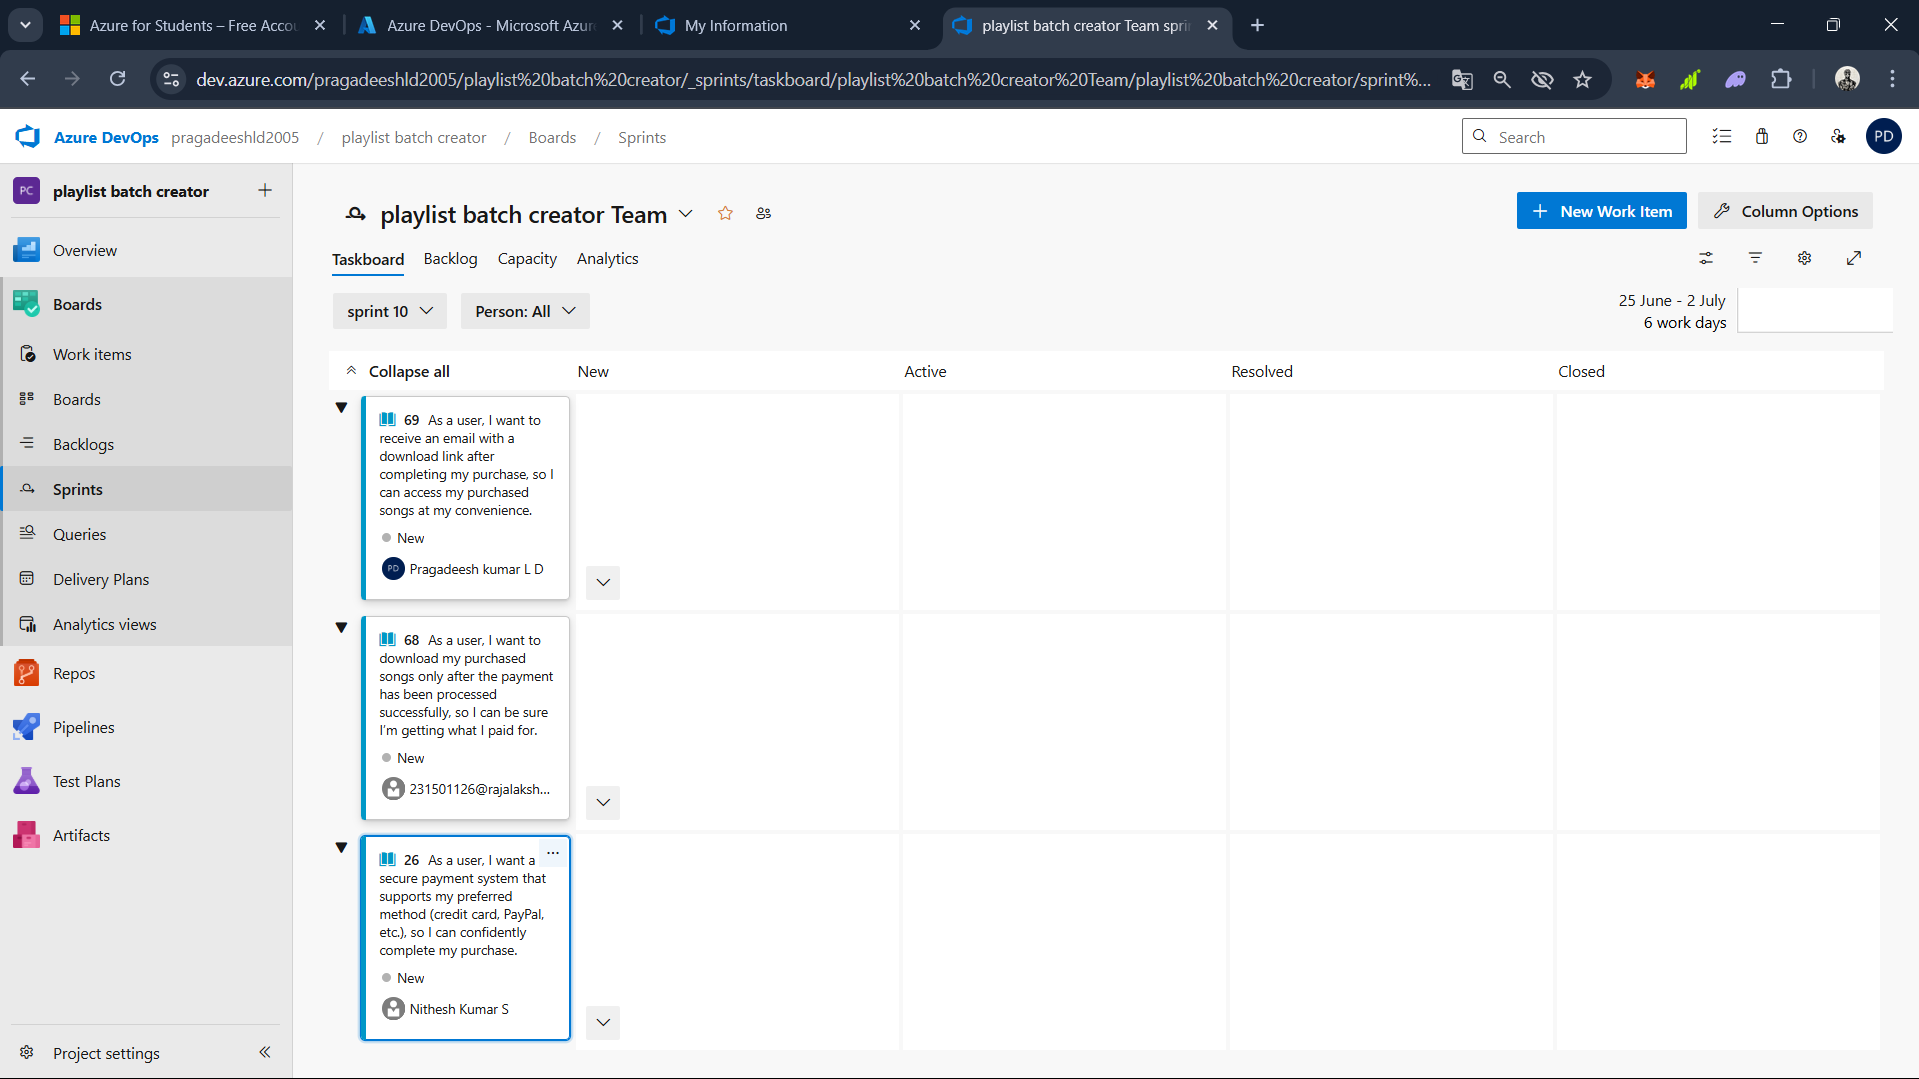 Azure for Students – Free Accou
Azure DevOps - Microsoft Azur
My Information
playlist batch creator Team spri
dev.azure.com/pragadeeshld2005/playlist%20batch%20creator/_sprints/taskboard/playlist%20batch%20creator%20Team/playlist%20batch%20creator/sprint%...
Azure DevOps pragadeeshld2005 / playlist batch creator / Boards / Sprints
Search
PD
PC playlist batch creator
Overview
Boards
Work items
Boards
Backlogs
Sprints
Queries
Delivery Plans
Analytics views
Repos
Pipelines
Test Plans
Artifacts
Project settings
playlist batch creator Team
New Work Item
Column Options
Taskboard Backlog Capacity Analytics
sprint 10
Person: All
25 June - 2 July
6 work days
Collapse all New Active Resolved Closed
69 As a user, I want to
receive an email with a
download link after
completing my purchase, so I
can access my purchased
songs at my convenience.
New
PD Pragadeesh kumar L D
68 As a user, I want to
download my purchased
songs only after the payment
has been processed
successfully, so I can be sure
I'm getting what I paid for.
New
231501126@rajalaksh...
26 As a user, I want a
secure payment system that
supports my preferred
method (credit card, PayPal,
etc.), so I can confidently
complete my purchase.
New
Nithesh Kumar S